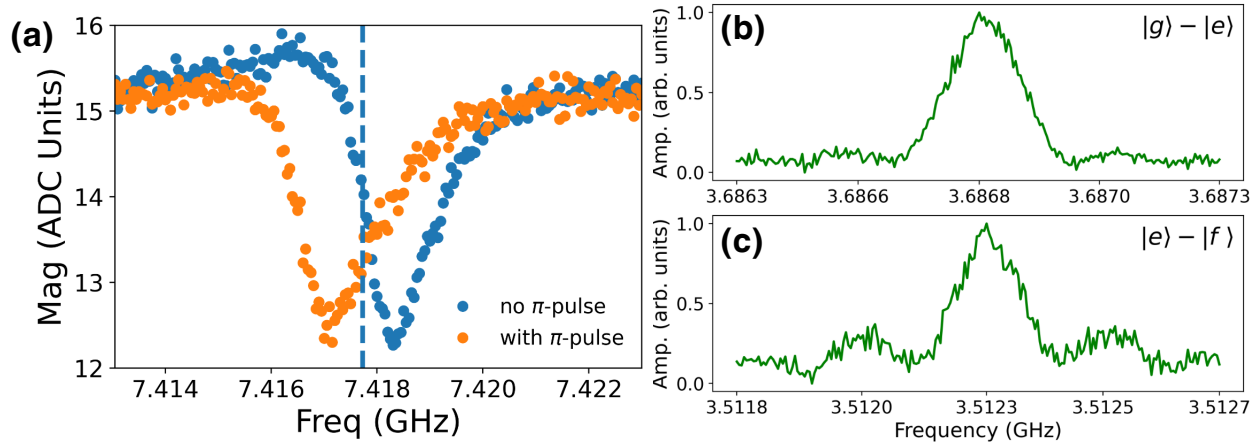 (a)
Mag (ADC Units)
16
15
14
13
12
7.414 7.416 7.418 7.420 7.422
Freq (GHz)
no π-pulse
with π-pulse
(b)
|g⟩ − |e⟩
Amp. (arb. units)
1.0
0.5
0.0
3.6863 3.6866 3.6868 3.6870 3.6873
(c)
|e⟩ − |f⟩
Amp. (arb. units)
1.0
0.5
0.0
3.5118 3.5120 3.5123 3.5125 3.5127
Frequency (GHz)